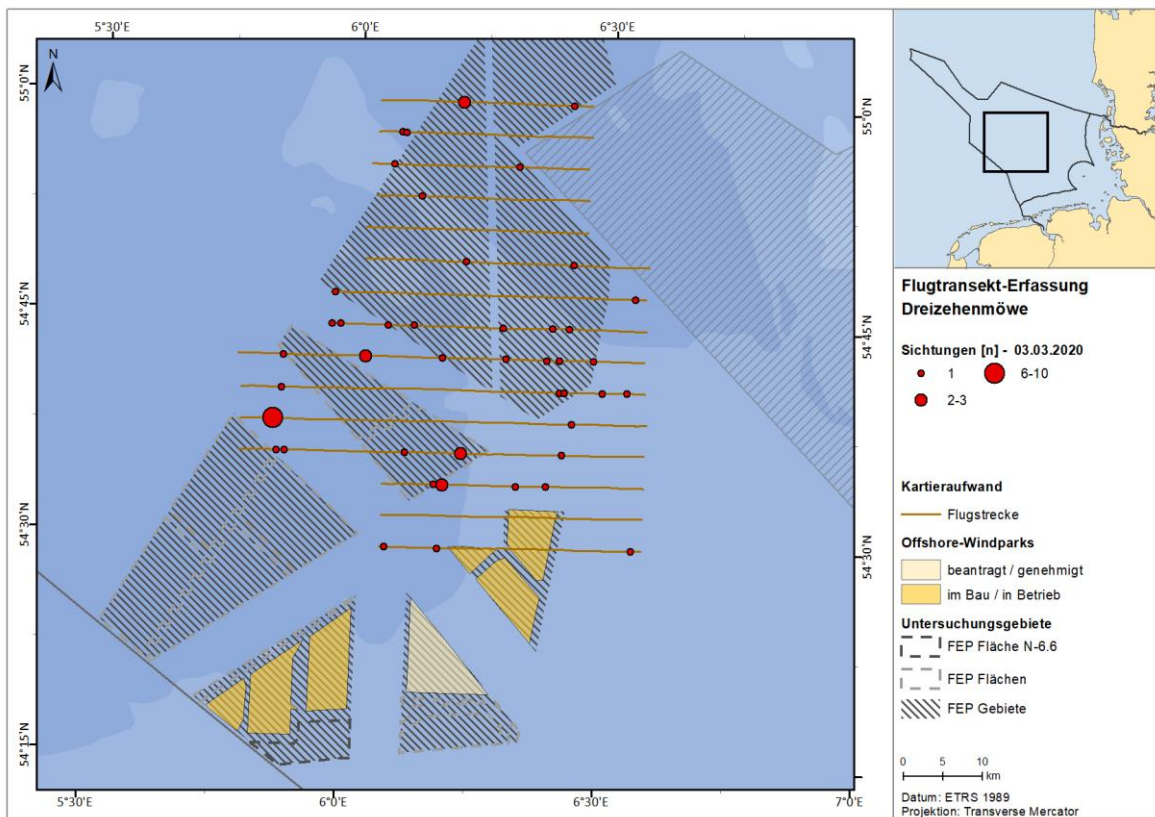 5°30'E
6°0'E
6°30'E
N
55°0'N
55°0'N
54°45'N
54°45'N
54°30'N
54°30'N
54°15'N
5°30'E
6°0'E
6°30'E
7°0'E
Flugtransekt-Erfassung
Dreizehenmöwe
Sichtungen [n] - 03.03.2020
1
6-10
2-3
Kartieraufwand
Flugstrecke
Offshore-Windparks
beantragt / genehmigt
im Bau / in Betrieb
Untersuchungsgebiete
FEP Fläche N-6.6
FEP Flächen
FEP Gebiete
0 5 10
km
Datum: ETRS 1989
Projektion: Transverse Mercator